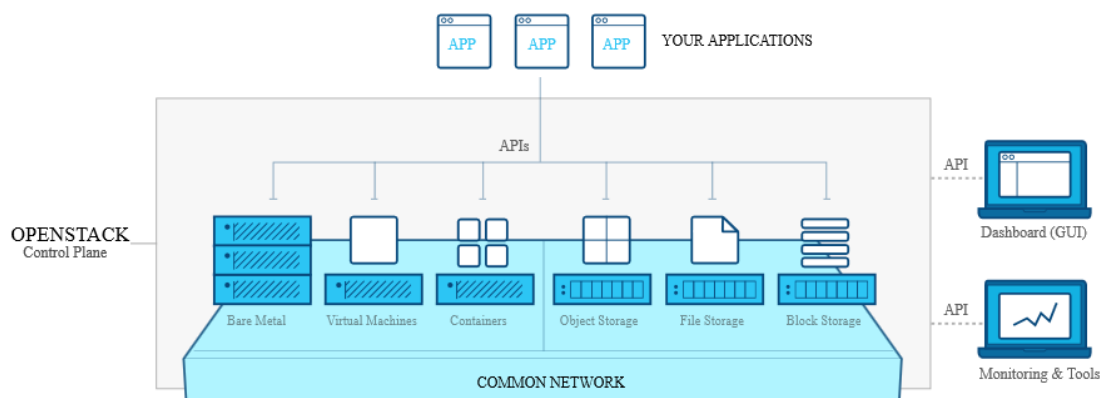 APP
APP
APP
YOUR APPLICATIONS
APIs
API
OPENSTACK
Control Plane
Dashboard (GUI)
Bare Metal
Virtual Machines
Containers
Object Storage
File Storage
Block Storage
API
Monitoring & Tools
COMMON NETWORK